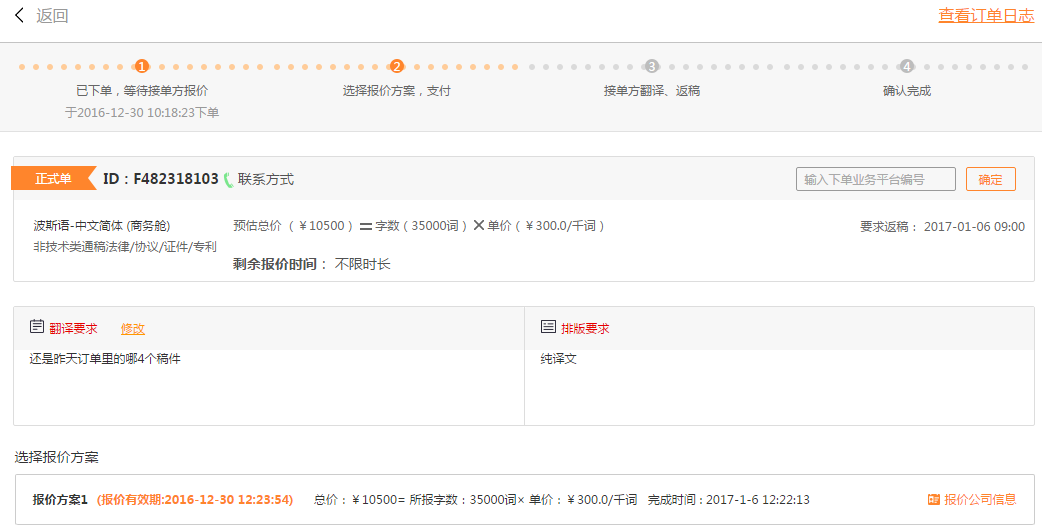 返回
查看订单日志
1
2
3
4
已下单，等待接单方报价
选择报价方案，支付
接单方翻译、返稿
确认完成
于2016-12-30 10:18:23下单
正式单
ID：F482318103
联系方式
输入下单业务平台编号
确定
波斯语-中文简体 (商务舱)
预估总价（￥10500）=字数（35000词）×单价（￥300.0/千词）
要求返稿： 2017-01-06 09:00
非技术类通稿法律/协议/证件/专利
剩余报价时间： 不限时长
翻译要求
修改
排版要求
还是昨天订单里的哪4个稿件
纯译文
选择报价方案
报价方案1 (报价有效期:2016-12-30 12:23:54) 总价：￥10500= 所报字数：35000词× 单价：￥300.0/千词 完成时间：2017-1-6 12:22:13
报价公司信息